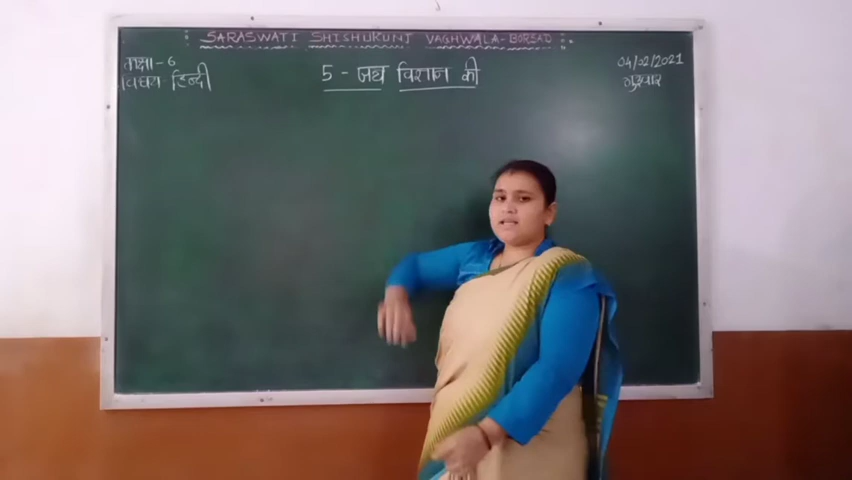 SARASWATI SHISHUKUNJ VAGHWALA-BORSAD
कक्षा - 6
विषय - हिन्दी
5 - जय विज्ञान की
04/02/2021
गुरुवार